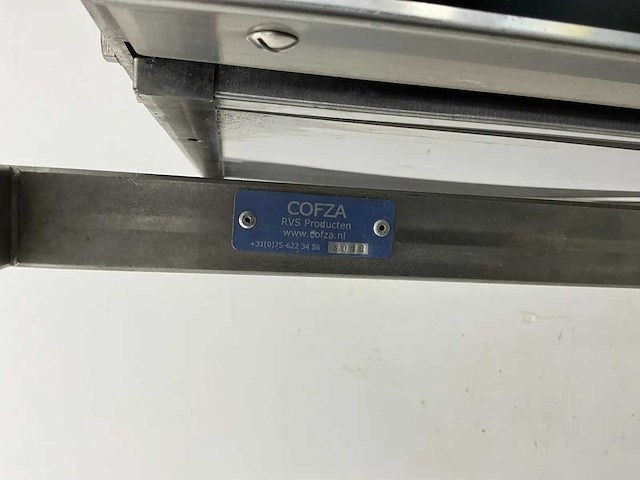 COFZA
RVS Producten
www.cofza.nl
+31(0)75-622 34 56